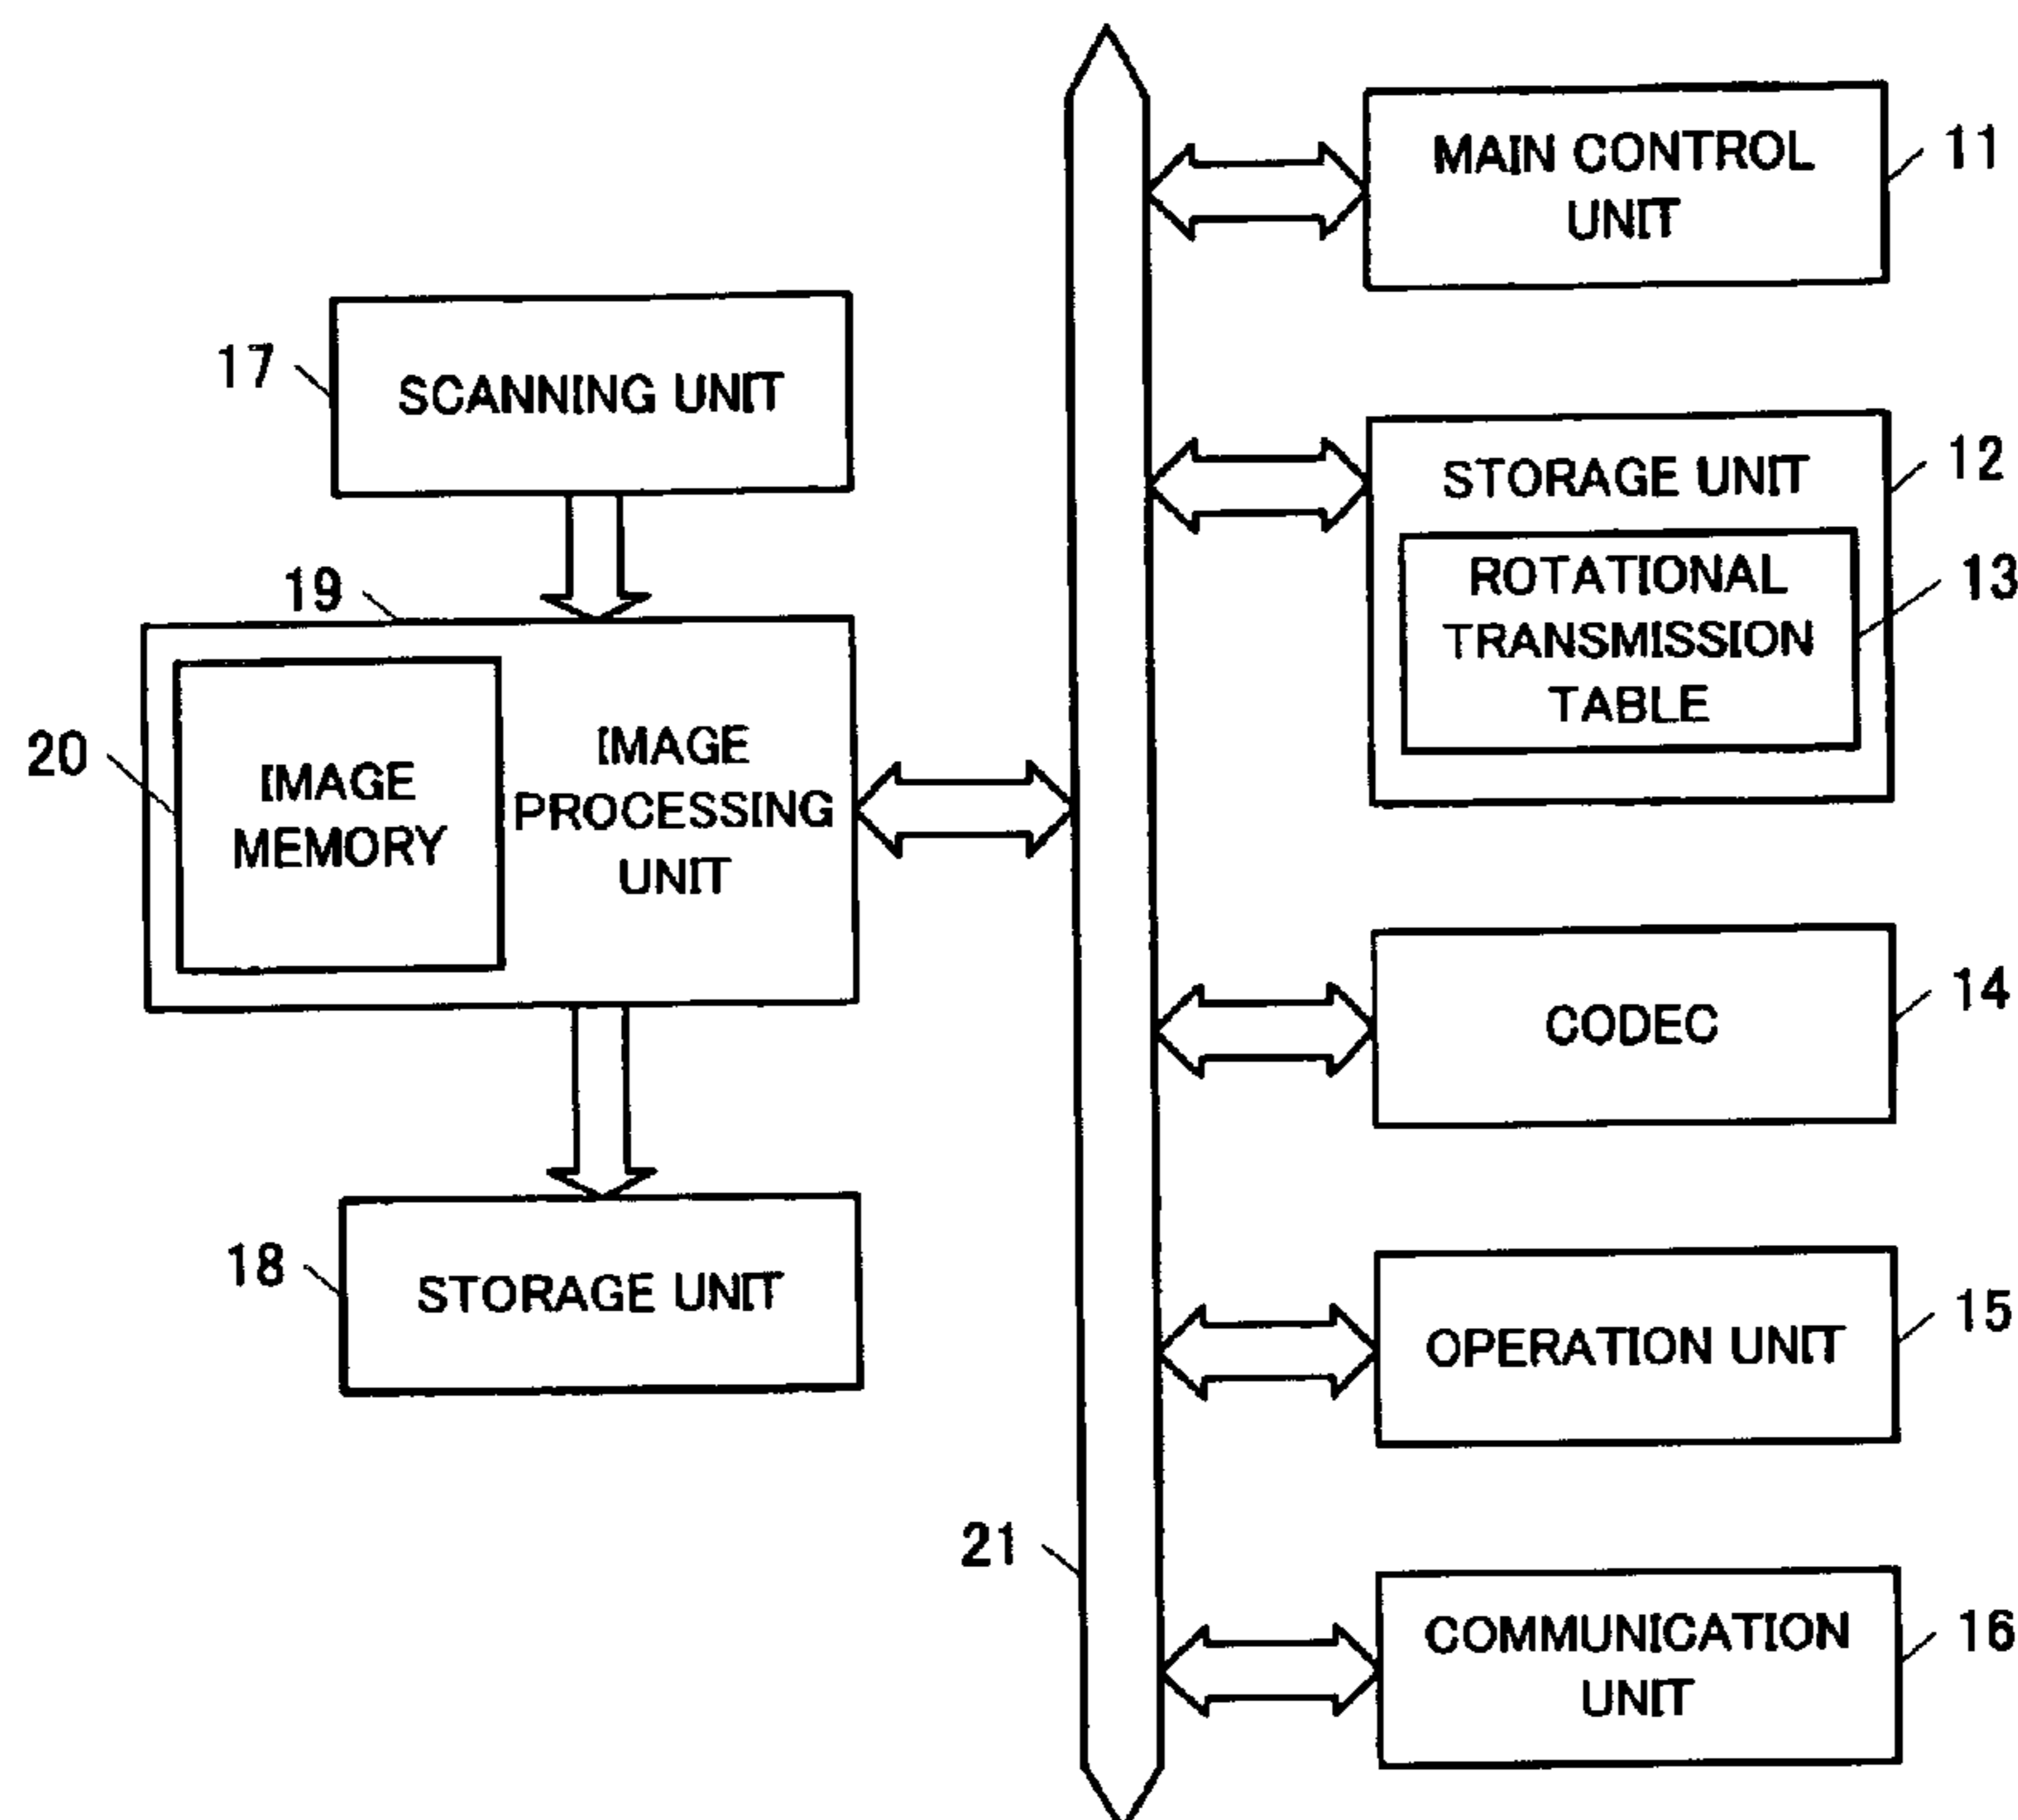 MAIN CONTROL
UNIT
11
17
SCANNING UNIT
STORAGE UNIT
12
ROTATIONAL
TRANSMISSION
TABLE
13
19
20
IMAGE
MEMORY
IMAGE
PROCESSING
UNIT
CODEC
14
18
STORAGE UNIT
OPERATION UNIT
15
21
COMMUNICATION
UNIT
16